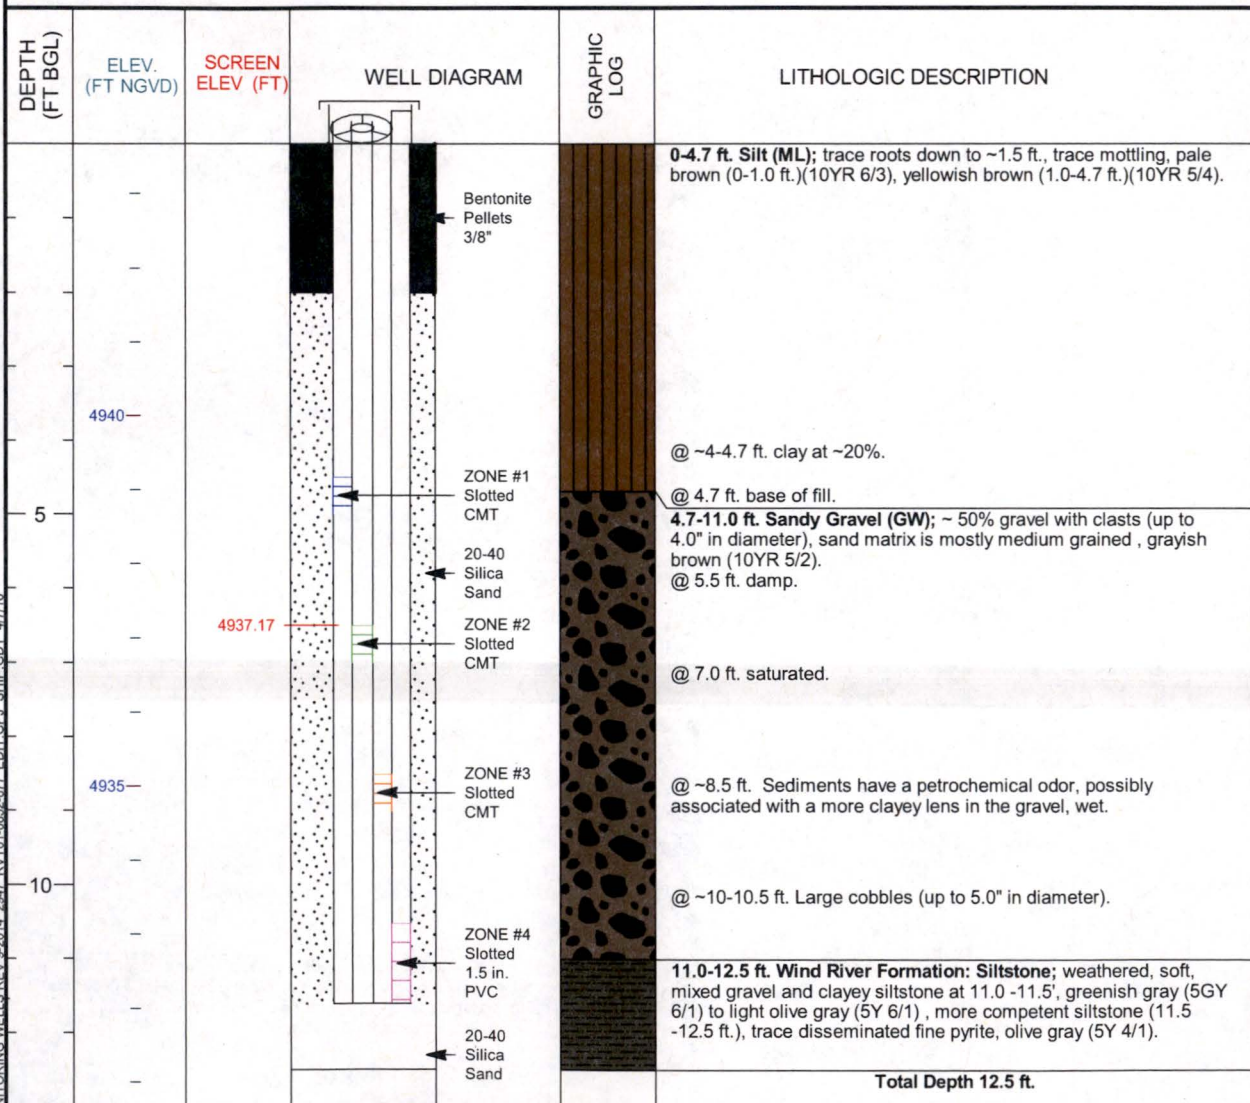 DEPTH
(FT BGL)
ELEV.
(FT NGVD)
SCREEN
ELEV (FT)
WELL DIAGRAM
GRAPHIC
LOG
LITHOLOGIC DESCRIPTION
0-4.7 ft. Silt (ML); trace roots down to ~1.5 ft., trace mottling, pale
brown (0-1.0 ft.)(10YR 6/3), yellowish brown (1.0-4.7 ft.)(10YR 5/4).
Bentonite
Pellets
3/8"
4940
@ ~4-4.7 ft. clay at ~20%.
ZONE #1
Slotted
CMT
@ 4.7 ft. base of fill.
5
4.7-11.0 ft. Sandy Gravel (GW); ~ 50% gravel with clasts (up to
4.0" in diameter), sand matrix is mostly medium grained , grayish
brown (10YR 5/2).
@ 5.5 ft. damp.
20-40
Silica
Sand
4937.17
ZONE #2
Slotted
CMT
@ 7.0 ft. saturated.
4935
ZONE #3
Slotted
CMT
@ ~8.5 ft. Sediments have a petrochemical odor, possibly
associated with a more clayey lens in the gravel, wet.
10
@ ~10-10.5 ft. Large cobbles (up to 5.0" in diameter).
ZONE #4
Slotted
1.5 in.
PVC
11.0-12.5 ft. Wind River Formation: Siltstone; weathered, soft,
mixed gravel and clayey siltstone at 11.0 -11.5', greenish gray (5GY
6/1) to light olive gray (5Y 6/1) , more competent siltstone (11.5
-12.5 ft.), trace disseminated fine pyrite, olive gray (5Y 4/1).
20-40
Silica
Sand
Total Depth 12.5 ft.